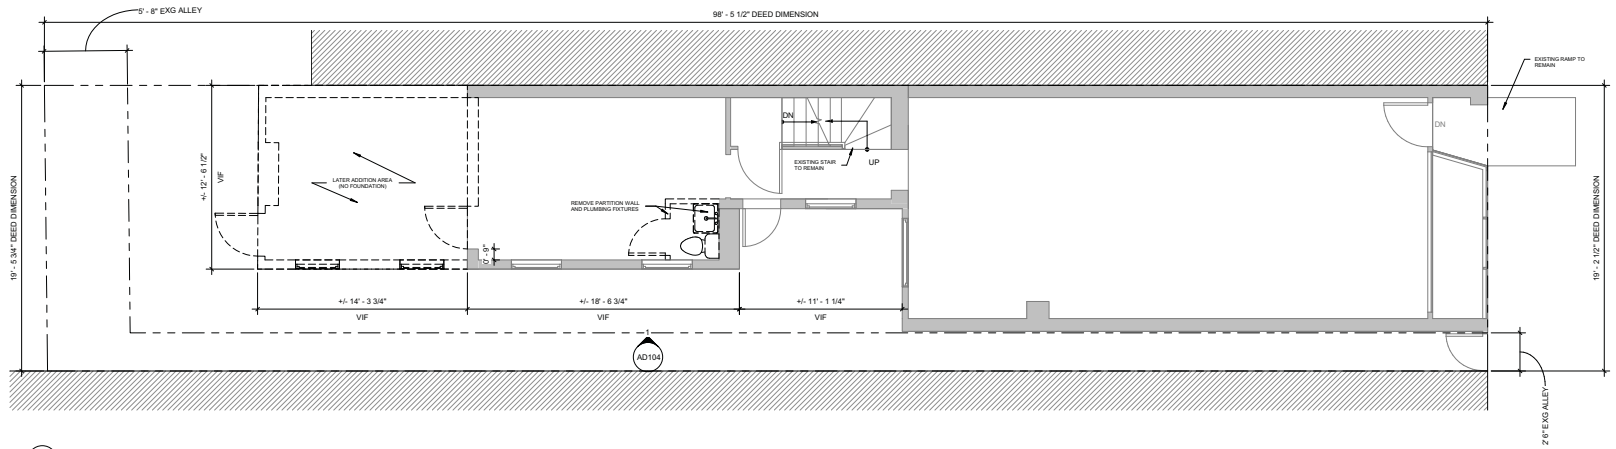 5' - 8" EXG ALLEY
98' - 5 1/2" DEED DIMENSION
EXISTING RAMP TO
REMAIN
DN
DN
UP
EXISTING STAIR
TO REMAIN
+/- 12' - 6 1/2"
VIF
LATER ADDITION AREA
(NO FOUNDATION)
REMOVE PARTITION WALL
AND PLUMBING FIXTURES
19' - 5 3/4" DEED DIMENSION
19' - 2 1/2" DEED DIMENSION
0' - 9"
+/- 14' - 3 3/4"
VIF
+/- 18' - 6 3/4"
VIF
+/- 11' - 1 1/4"
VIF
1
AD104
2' 6" EXG ALLEY